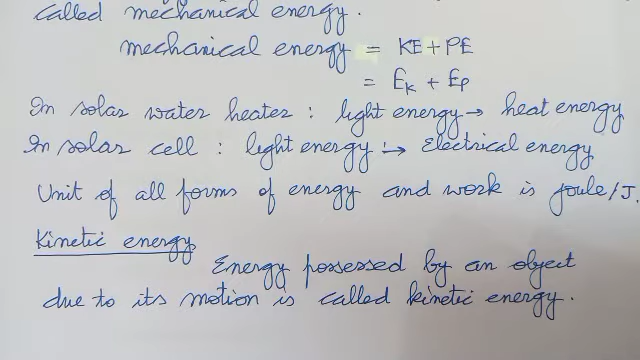 called mechanical energy.
mechanical energy = KE + PE
= EK + EP
In solar water heater : light energy → heat energy
In solar cell : light energy :→ Electrical energy
Unit of all forms of energy and work is joule/J.
Kinetic energy
Energy possessed by an object
due to its motion is called kinetic energy.